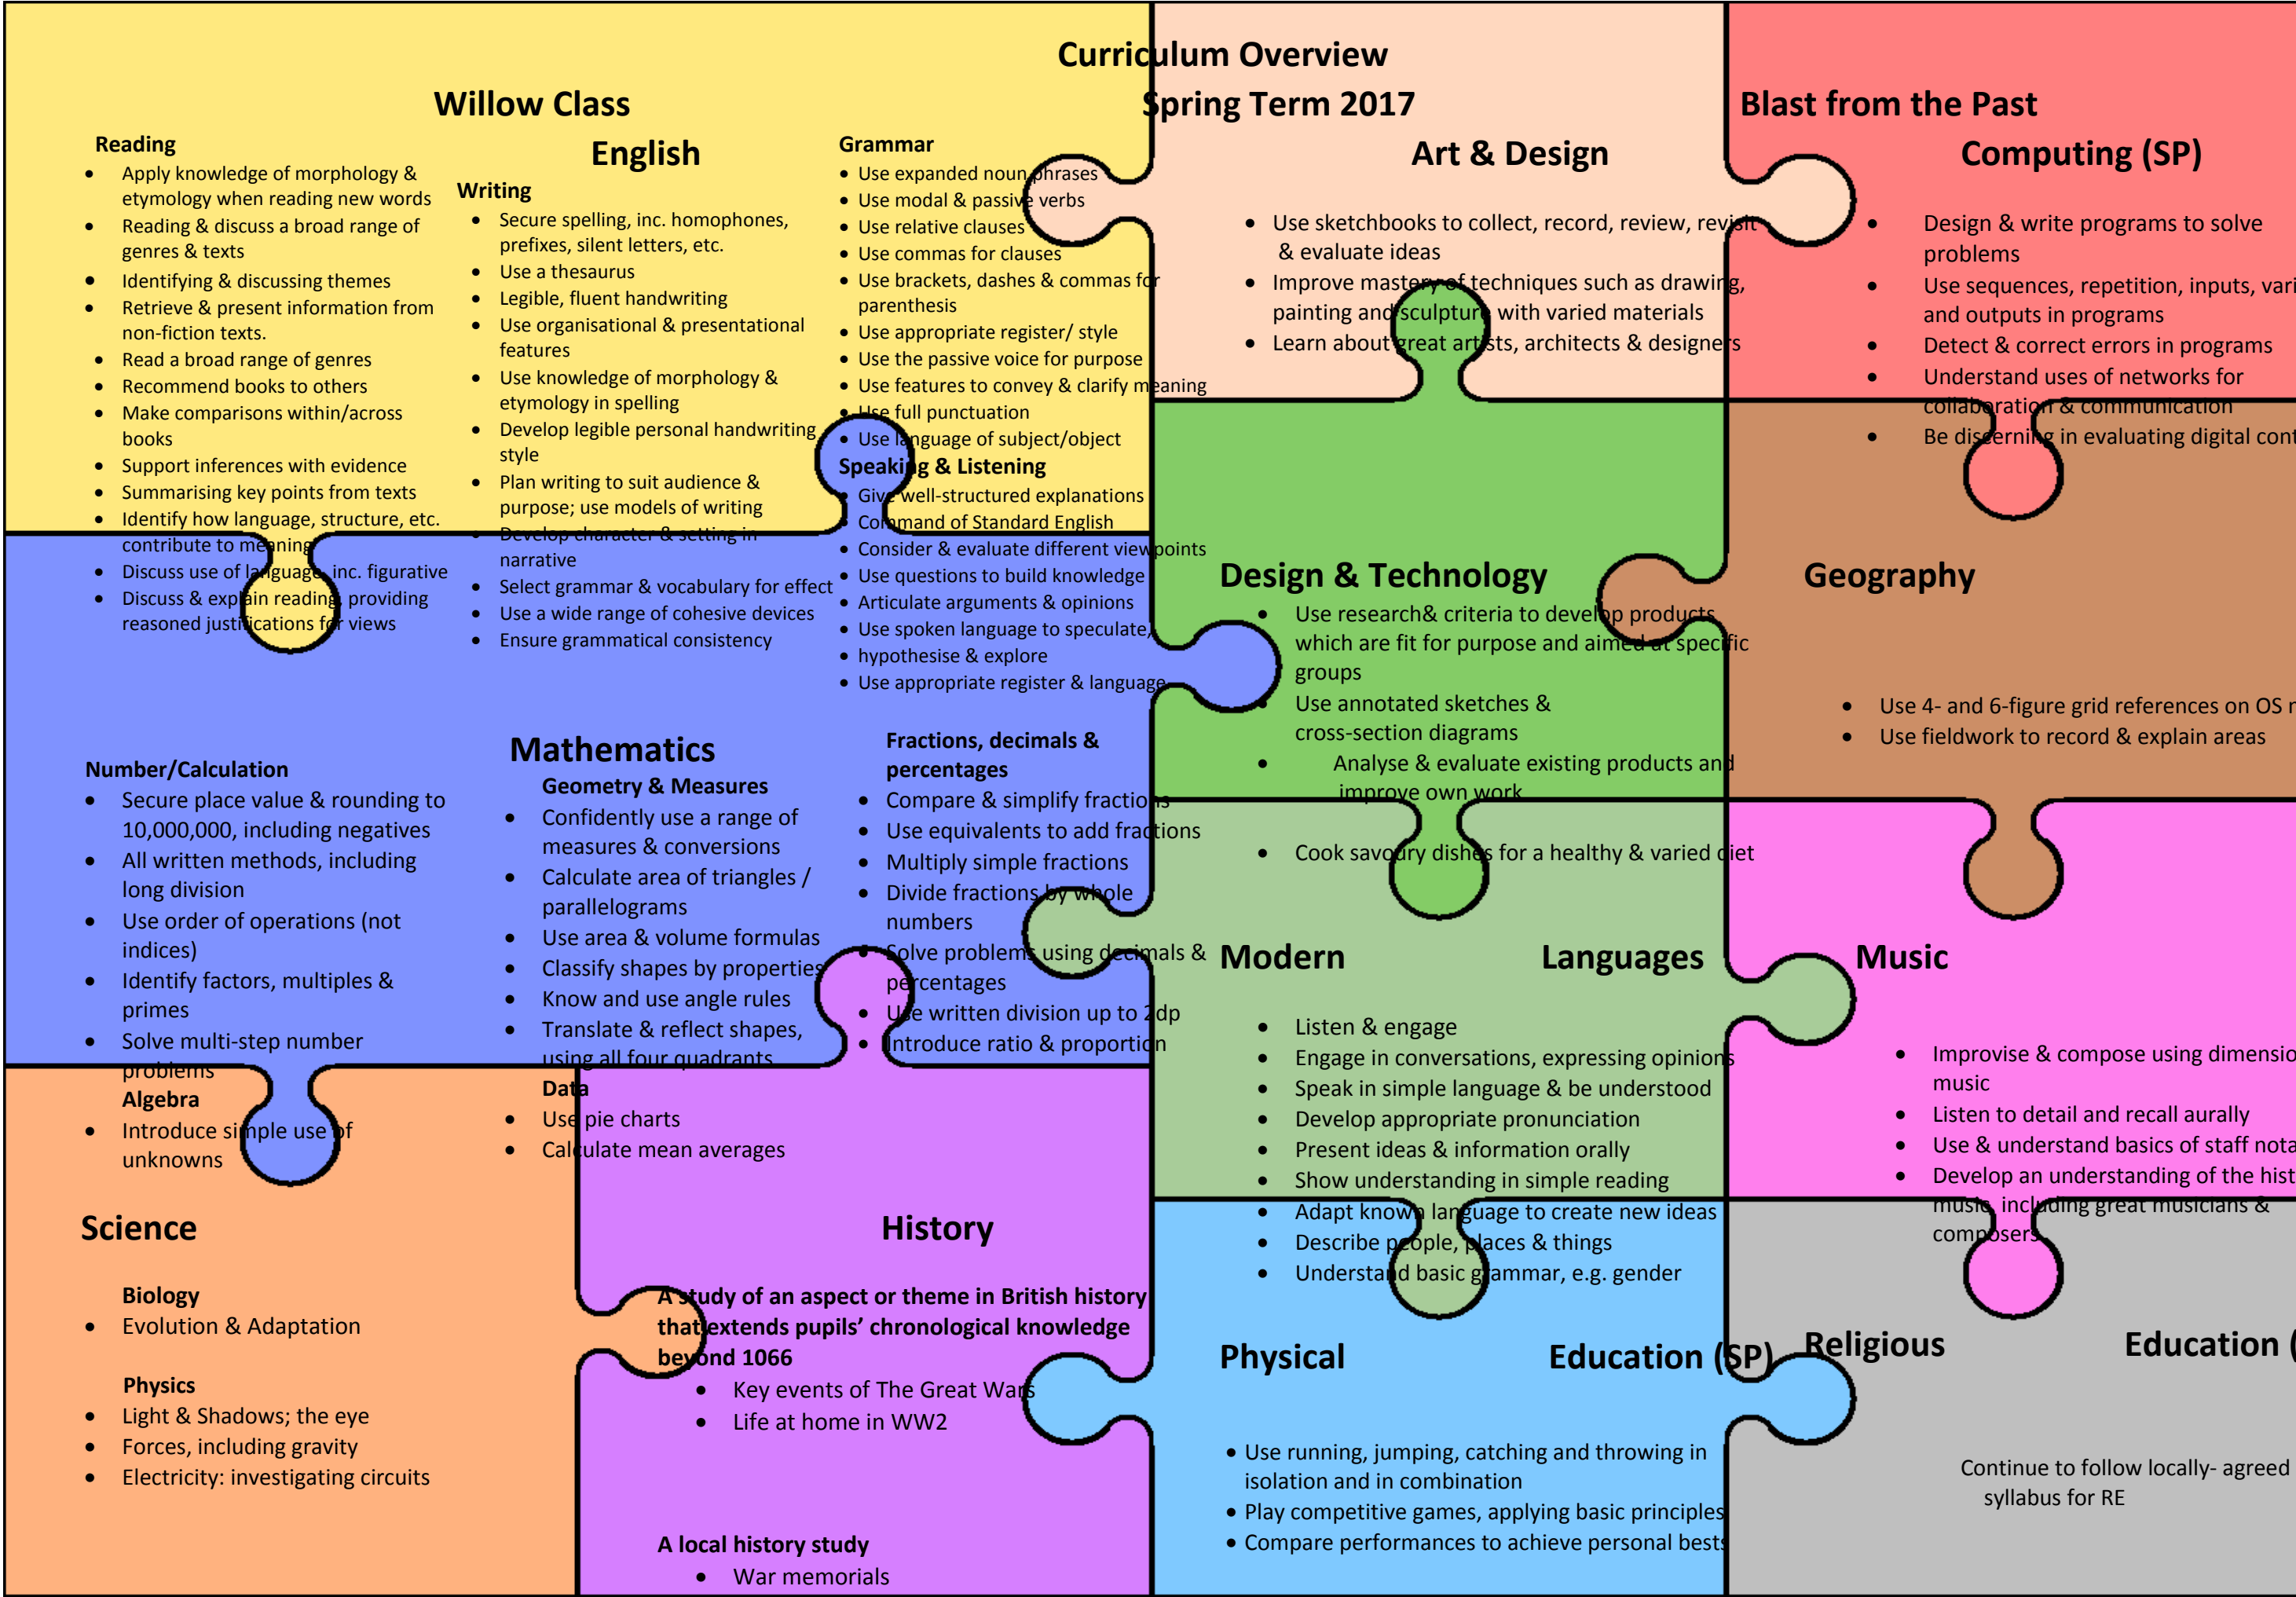 Curriculum Overview
Willow Class
Spring Term 2017
Blast from the Past
English
Reading
• Apply knowledge of morphology &
etymology when reading new words
• Reading & discuss a broad range of
genres & texts
• Identifying & discussing themes
• Retrieve & present information from
non-fiction texts.
• Read a broad range of genres
• Recommend books to others
• Make comparisons within/across
books
• Support inferences with evidence
• Summarising key points from texts
• Identify how language, structure, etc.
contribute to meaning
• Discuss use of language, inc. figurative
• Discuss & explain reading, providing
reasoned justifications for views
Writing
• Secure spelling, inc. homophones,
prefixes, silent letters, etc.
• Use a thesaurus
• Legible, fluent handwriting
• Use organisational & presentational
features
• Use knowledge of morphology &
etymology in spelling
• Develop legible personal handwriting
style
• Plan writing to suit audience &
purpose; use models of writing
• Develop character & setting in
narrative
• Select grammar & vocabulary for effect
• Use a wide range of cohesive devices
• Ensure grammatical consistency
Grammar
• Use expanded noun phrases
• Use modal & passive verbs
• Use relative clauses
• Use commas for clauses
• Use brackets, dashes & commas for
parenthesis
• Use appropriate register/ style
• Use the passive voice for purpose
• Use features to convey & clarify meaning
• Use full punctuation
• Use language of subject/object
Speaking & Listening
• Give well-structured explanations
• Command of Standard English
• Consider & evaluate different viewpoints
• Use questions to build knowledge
• Articulate arguments & opinions
• Use spoken language to speculate,
• hypothesise & explore
• Use appropriate register & language
Art & Design
• Use sketchbooks to collect, record, review, revisit
& evaluate ideas
• Improve mastery of techniques such as drawing,
painting and sculpture with varied materials
• Learn about great artists, architects & designers
Computing (SP)
• Design & write programs to solve
problems
• Use sequences, repetition, inputs,
and outputs in programs
• Detect & correct errors in programs
• Understand uses of networks for
collaboration & communication
• Be discerning in evaluating digital
Design & Technology
• Use research& criteria to develop products
which are fit for purpose and aimed at specific
groups
• Use annotated sketches &
cross-section diagrams
• Analyse & evaluate existing products and
improve own work
• Cook savoury dishes for a healthy & varied diet
Geography
• Use 4- and 6-figure grid references on OS
• Use fieldwork to record & explain areas
Mathematics
Number/Calculation
• Secure place value & rounding to
10,000,000, including negatives
• All written methods, including
long division
• Use order of operations (not
indices)
• Identify factors, multiples &
primes
• Solve multi-step number
problems
Algebra
• Introduce simple use of
unknowns
Geometry & Measures
• Confidently use a range of
measures & conversions
• Calculate area of triangles /
parallelograms
• Use area & volume formulas
• Classify shapes by properties
• Know and use angle rules
• Translate & reflect shapes,
using all four quadrants
Data
• Use pie charts
• Calculate mean averages
Fractions, decimals &
percentages
• Compare & simplify fractions
• Use equivalents to add fractions
• Multiply simple fractions
• Divide fractions by whole
numbers
• Solve problems using decimals &
percentages
• Use written division up to 2dp
• Introduce ratio & proportion
Modern Languages
• Listen & engage
• Engage in conversations, expressing opinions
• Speak in simple language & be understood
• Develop appropriate pronunciation
• Present ideas & information orally
• Show understanding in simple reading
• Adapt known language to create new ideas
• Describe people, places & things
• Understand basic grammar, e.g. gender
Music
• Improvise & compose using
music
• Listen to detail and recall aurally
• Use & understand basics of staff
• Develop an understanding of the
music, including great musicians &
composers
Science
Biology
• Evolution & Adaptation
Physics
• Light & Shadows; the eye
• Forces, including gravity
• Electricity: investigating circuits
History
A study of an aspect or theme in British history
that extends pupils’ chronological knowledge
beyond 1066
• Key events of The Great Wars
• Life at home in WW2
A local history study
• War memorials
Physical Education (SP)
• Use running, jumping, catching and throwing in
isolation and in combination
• Play competitive games, applying basic principles
• Compare performances to achieve personal bests
Religious Education (
Continue to follow locally- agreed
syllabus for RE